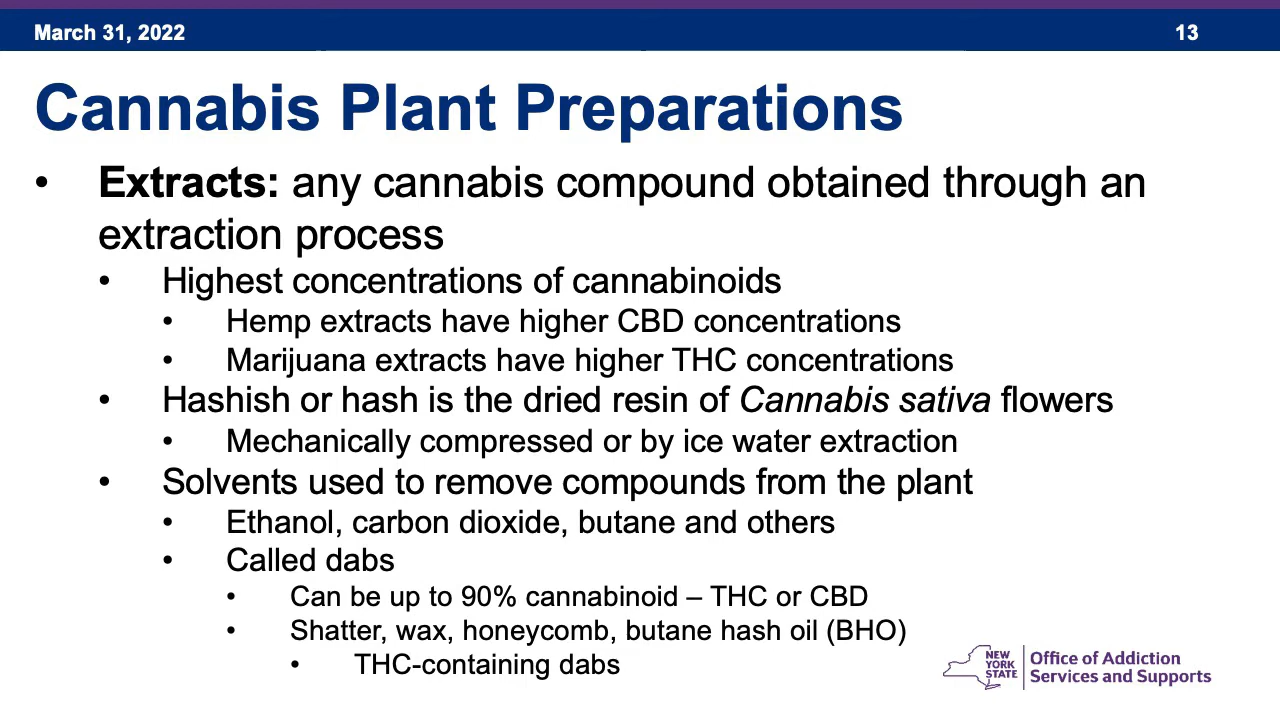 March 31, 2022
13
Cannabis Plant Preparations
• Extracts: any cannabis compound obtained through an
extraction process
• Highest concentrations of cannabinoids
• Hemp extracts have higher CBD concentrations
• Marijuana extracts have higher THC concentrations
• Hashish or hash is the dried resin of Cannabis sativa flowers
• Mechanically compressed or by ice water extraction
• Solvents used to remove compounds from the plant
• Ethanol, carbon dioxide, butane and others
• Called dabs
• Can be up to 90% cannabinoid – THC or CBD
• Shatter, wax, honeycomb, butane hash oil (BHO)
• THC-containing dabs
NEW
YORK
STATE
Office of Addiction
Services and Supports